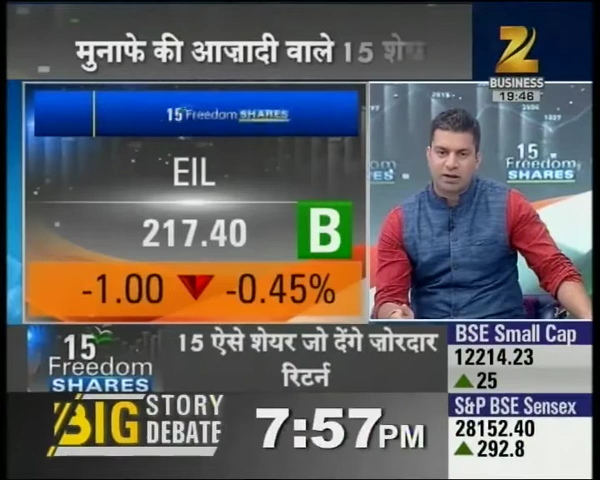 मुनाफे की आज़ादी वाले 15
Z
BUSINESS
19:46
15 Freedom SHARES
EIL
217.40
B
-1.00 -0.45%
15
Freedom
SHARES
15
Freedom
SHARES
15 ऐसे शेयर जो देंगे ज़ोरदार
रिटर्न
BSE Small Cap
12214.23
25
BIG STORY
DEBATE
7:57PM
S&P BSE Sensex
28152.40
292.8